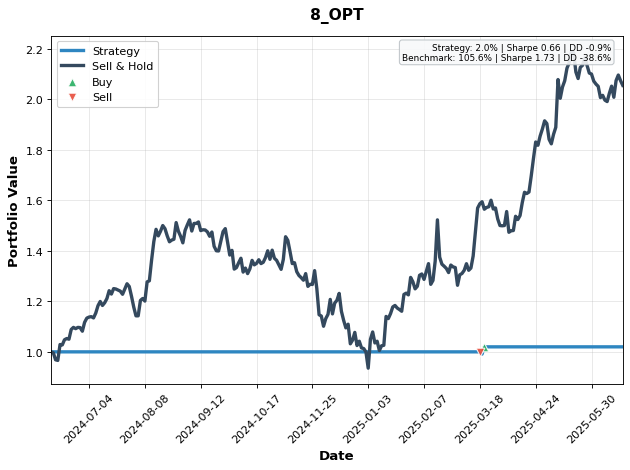 8_OPT
Strategy
Sell & Hold
Buy
Sell
Strategy: 2.0% | Sharpe 0.66 | DD -0.9%
Benchmark: 105.6% | Sharpe 1.73 | DD -38.6%
Portfolio Value
2.2
2.0
1.8
1.6
1.4
1.2
1.0
2024-07-04
2024-08-08
2024-09-12
2024-10-17
2024-11-25
2025-01-03
2025-02-07
2025-03-18
2025-04-24
2025-05-30
Date